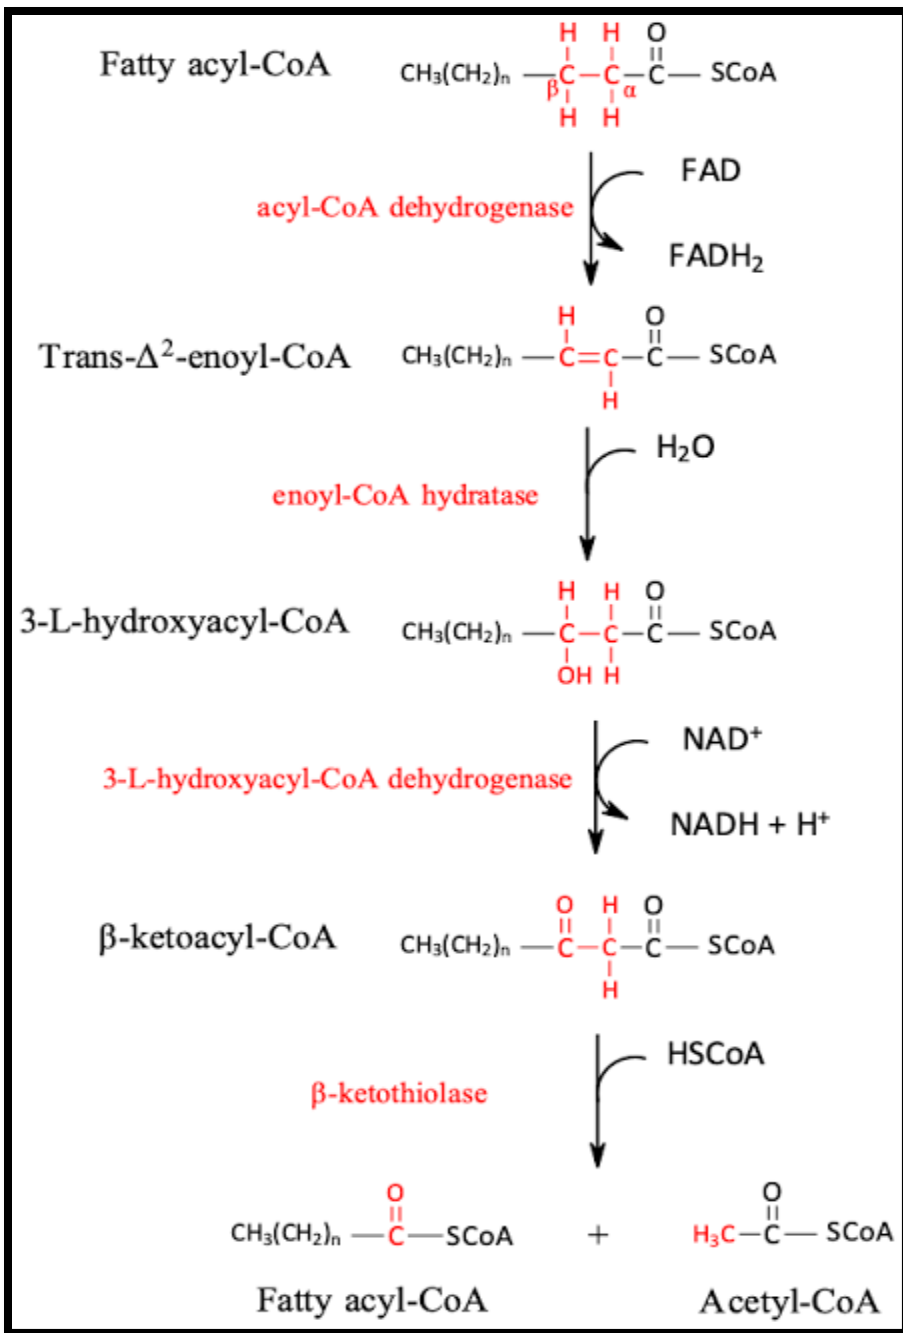 H H O
Fatty acyl-CoA CH₃(CH₂)ₙ — C — C — C — SCoA
β α
H H
FAD
acyl-CoA dehydrogenase
FADH₂
H O
Trans-Δ²-enoyl-CoA CH₃(CH₂)ₙ — C = C — C — SCoA
H
H₂O
enoyl-CoA hydratase
H H O
3-L-hydroxyacyl-CoA CH₃(CH₂)ₙ — C — C — C — SCoA
OH H
NAD⁺
3-L-hydroxyacyl-CoA dehydrogenase
NADH + H⁺
O H O
β-ketoacyl-CoA CH₃(CH₂)ₙ — C — C — C — SCoA
H
HSCoA
β-ketothiolase
O O
CH₃(CH₂)ₙ — C — SCoA + H₃C — C — SCoA
Fatty acyl-CoA Acetyl-CoA